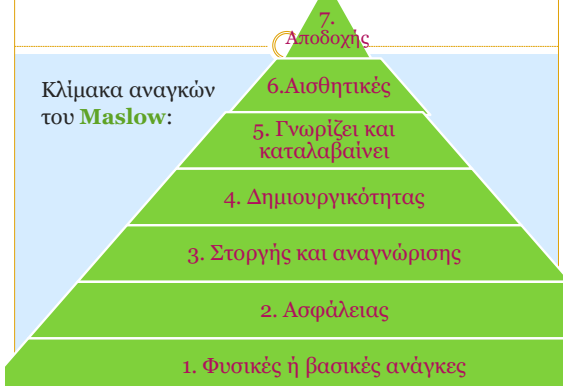 7.
Αποδοχής
Κλίμακα αναγκών
του Maslow:
6.Αισθητικές
5. Γνωρίζει και
καταλαβαίνει
4. Δημιουργικότητας
3. Στοργής και αναγνώρισης
2. Ασφάλειας
1. Φυσικές ή βασικές ανάγκες